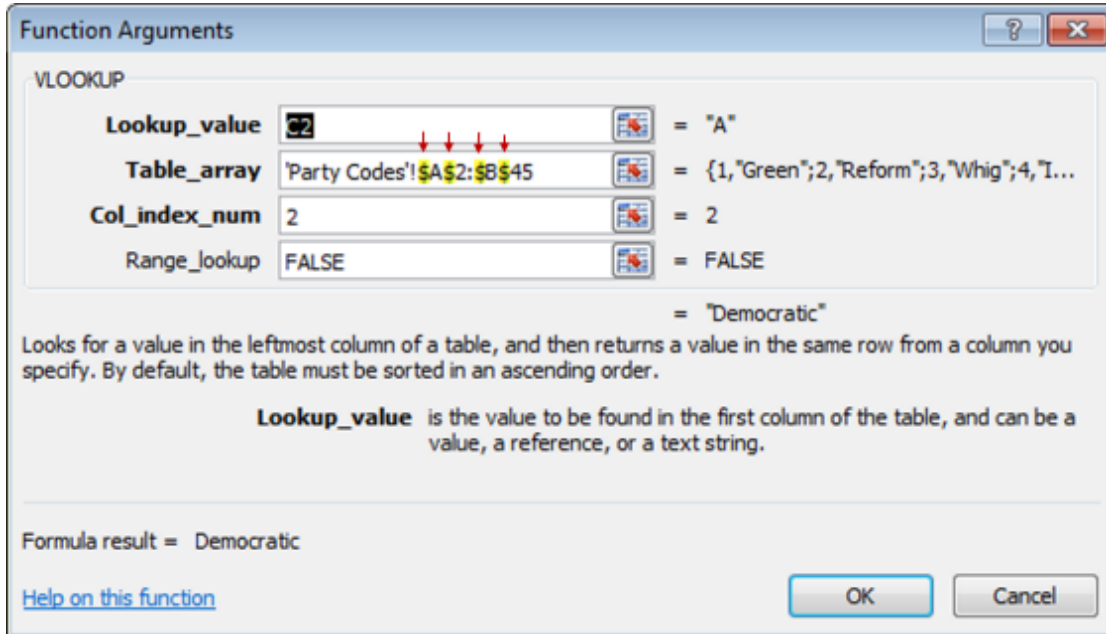 Function Arguments
VLOOKUP
Lookup_value C2 = "A"
Table_array 'Party Codes'!$A$2:$B$45 = {1,"Green";2,"Reform";3,"Whig";4,"I...
Col_index_num 2 = 2
Range_lookup FALSE = FALSE
= "Democratic"
Looks for a value in the leftmost column of a table, and then returns a value in the same row from a column you
specify. By default, the table must be sorted in an ascending order.
Lookup_value is the value to be found in the first column of the table, and can be a
value, a reference, or a text string.
Formula result = Democratic
Help on this function
OK Cancel